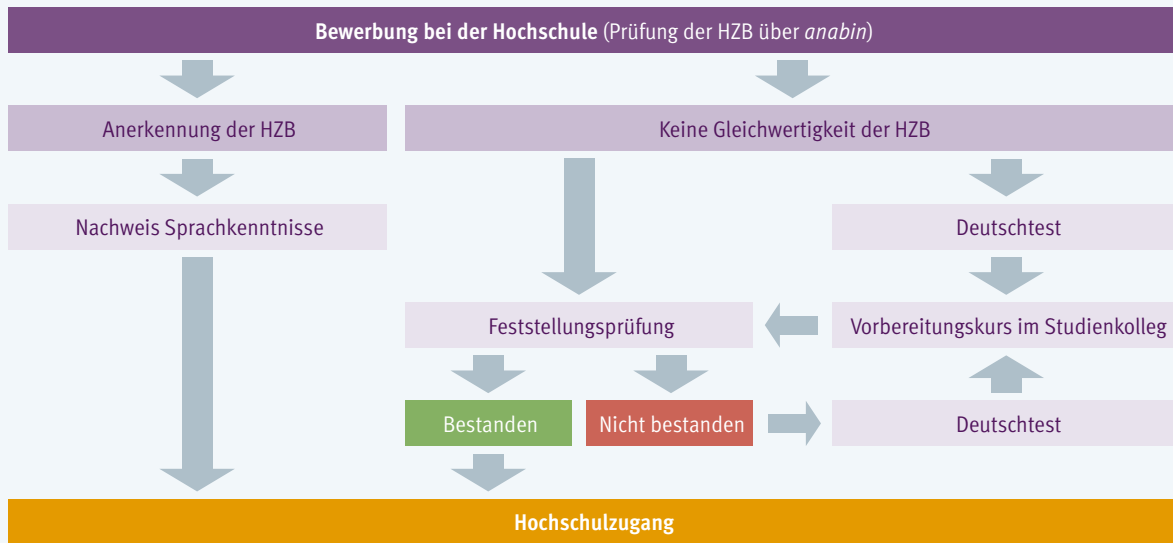 Bewerbung bei der Hochschule (Prüfung der HZB über anabin)
Anerkennung der HZB
Keine Gleichwertigkeit der HZB
Nachweis Sprachkenntnisse
Deutschtest
Feststellungsprüfung
Vorbereitungskurs im Studienkolleg
Bestanden
Nicht bestanden
Deutschtest
Hochschulzugang